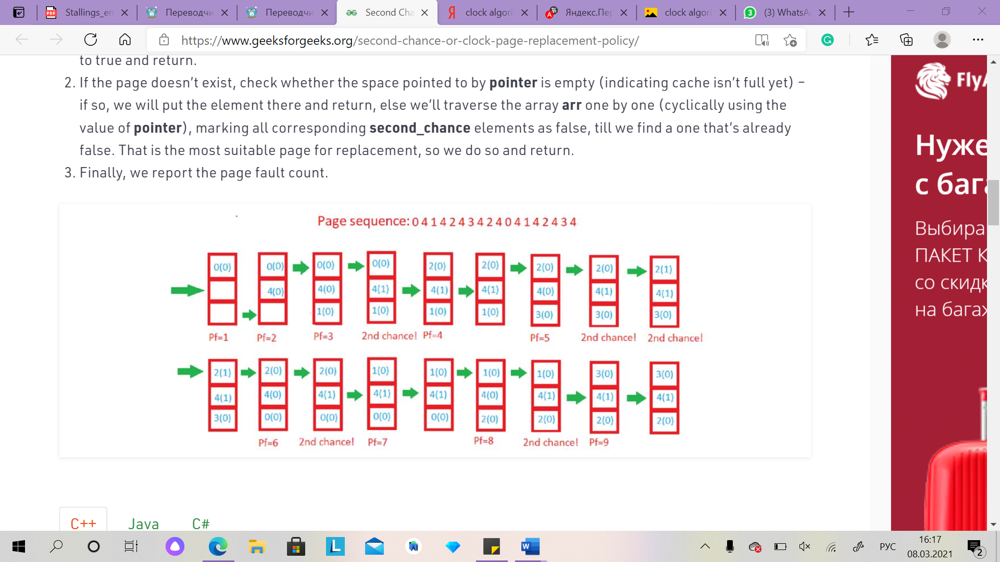 Stallings_en
Переводчи
Переводчи
Second Cha
clock algori
Яндекс.Пер
clock algori
(3) WhatsA
https://www.geeksforgeeks.org/second-chance-or-clock-page-replacement-policy/
to true and return.
2. If the page doesn't exist, check whether the space pointed to by pointer is empty (indicating cache isn't full yet) –
if so, we will put the element there and return, else we'll traverse the array arr one by one (cyclically using the
value of pointer), marking all corresponding second_chance elements as false, till we find a one that's already
false. That is the most suitable page for replacement, so we do so and return.
3. Finally, we report the page fault count.
Page sequence: 0 4 1 4 2 4 3 4 2 4 0 4 1 4 2 4 3 4
0(0) 0(0) 0(0) 0(0) 2(0) 2(0) 2(0) 2(0) 2(1)
4(0) 4(0) 4(1) 4(1) 4(1) 4(0) 4(1) 4(1)
1(0) 1(0) 1(0) 1(0) 3(0) 3(0) 3(0)
Pf=1 Pf=2 Pf=3 2nd chance! Pf=4 Pf=5 2nd chance! 2nd chance!
2(1) 2(0) 2(0) 1(0) 1(0) 1(0) 1(0) 3(0) 3(0)
4(1) 4(0) 4(1) 4(1) 4(1) 4(0) 4(1) 4(1) 4(1)
3(0) 0(0) 0(0) 0(0) 0(0) 2(0) 2(0) 2(0) 2(0)
Pf=6 2nd chance! Pf=7 Pf=8 2nd chance! Pf=9
C++ Java C#
FlyA
Нуже
с бага
Выбира
ПАКЕТ К
со скидк
на багаж
РУС
16:17
08.03.2021
2